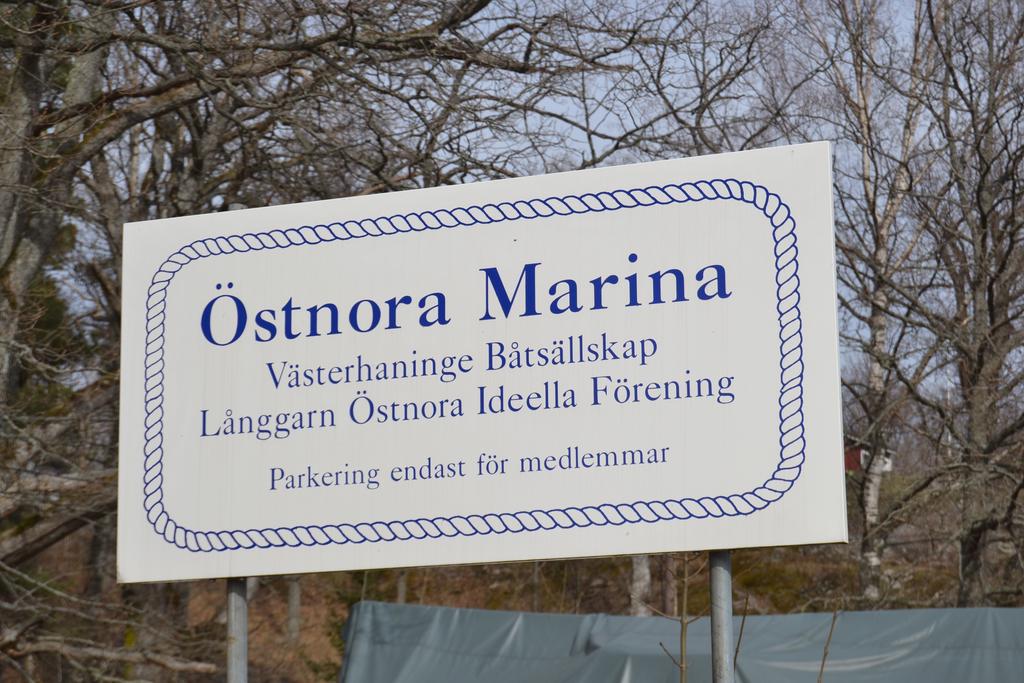 Östnora Marina
Västerhaninge Båtsällskap
Långgarn Östnora Ideella Förening
Parkering endast för medlemmar